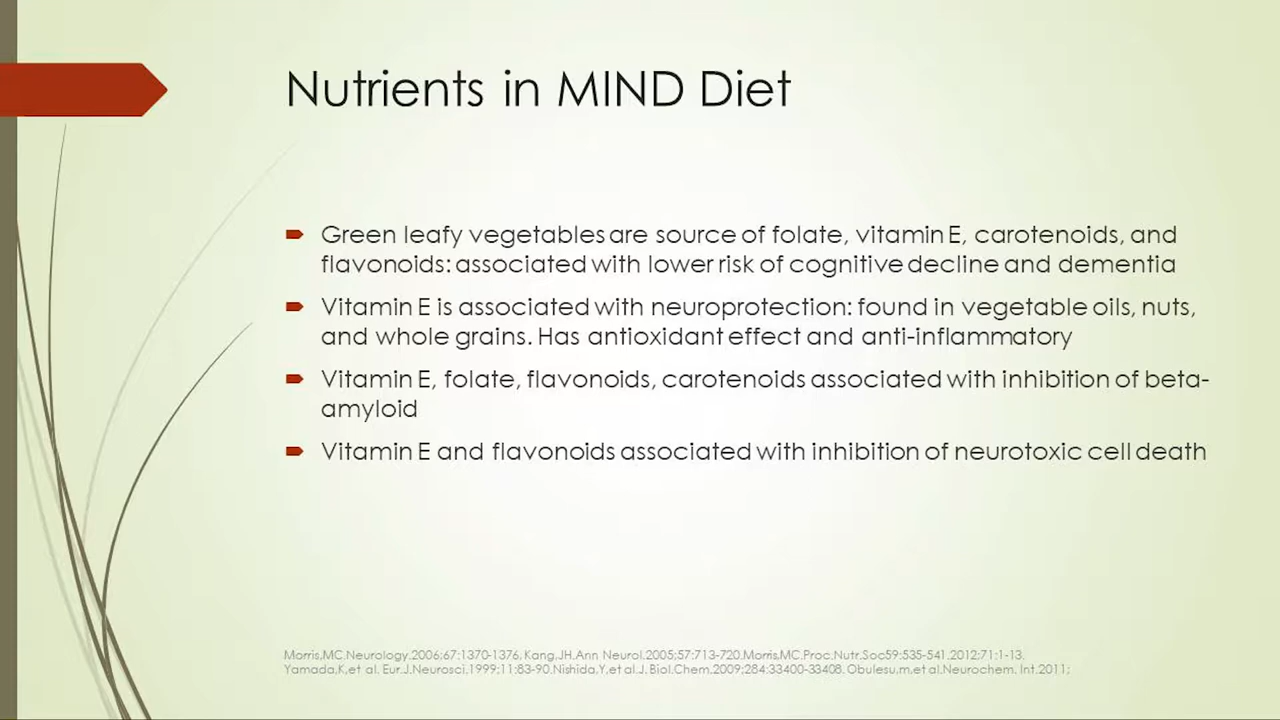 Nutrients in MIND Diet
Green leafy vegetables are source of folate, vitamin E, carotenoids, and
flavonoids: associated with lower risk of cognitive decline and dementia
Vitamin E is associated with neuroprotection: found in vegetable oils, nuts,
and whole grains. Has antioxidant effect and anti-inflammatory
Vitamin E, folate, flavonoids, carotenoids associated with inhibition of beta-
amyloid
Vitamin E and flavonoids associated with inhibition of neurotoxic cell death
Morris,MC.Neurology.2006;67:1370-1376, Kang,JH.Ann Neurol.2005;57:713-720.Morris,MC.Proc.Nutr.Soc59:535-541.2012;71:1-13.
Yamada,K,et al. Eur.J.Neurosci.1999;11:83-90.Nishida,Y,et al.J.Biol.Chem.2009;284:33400-33408. Obulesu,m,et al.Neurochem. Int.2011;